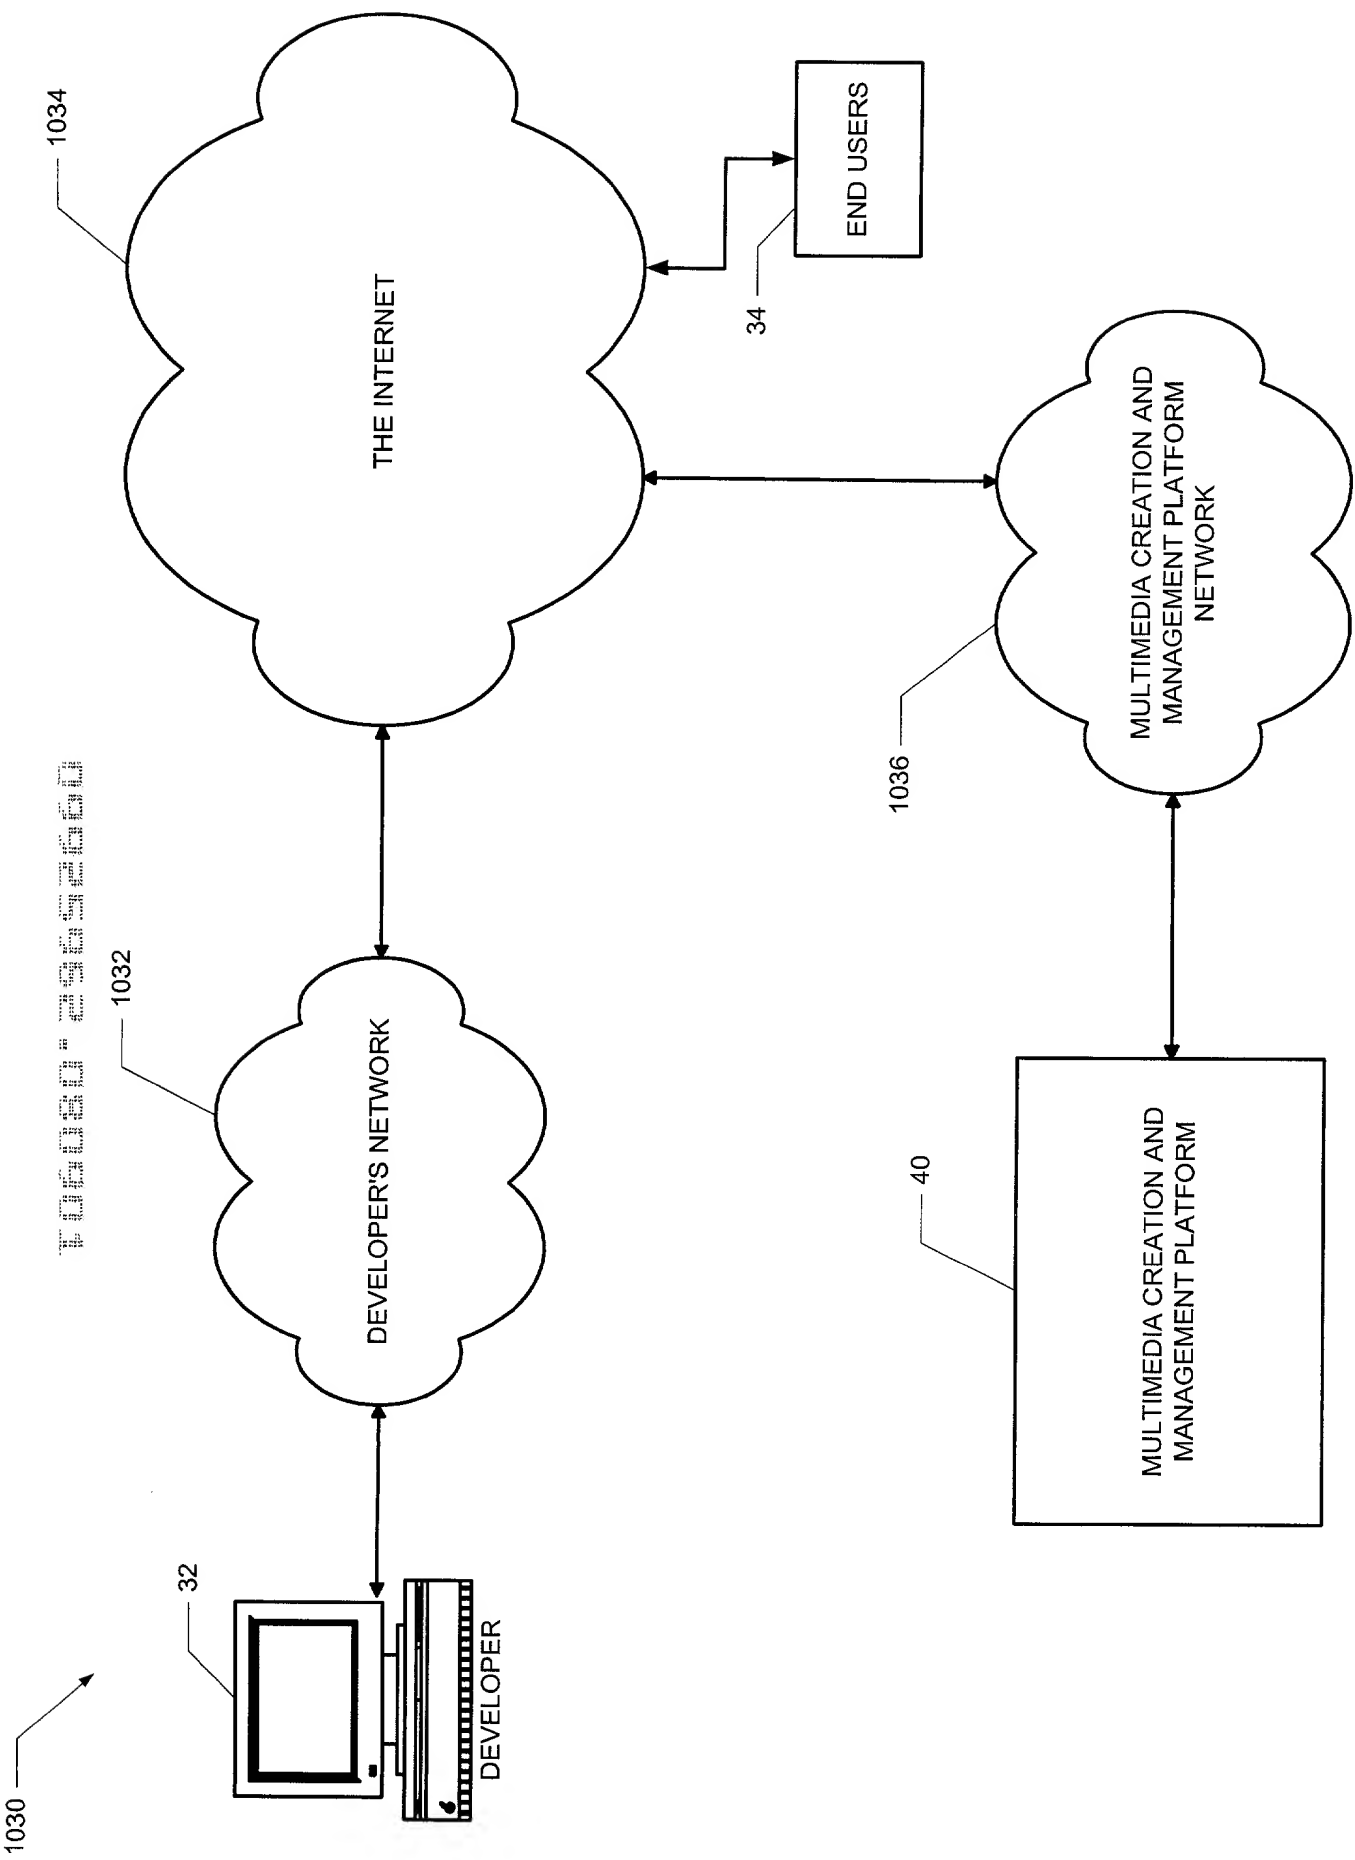 1030
32
DEVELOPER
1032
DEVELOPER'S NETWORK
1034
THE INTERNET
34
END USERS
1036
MULTIMEDIA CREATION AND
MANAGEMENT PLATFORM
NETWORK
40
MULTIMEDIA CREATION AND
MANAGEMENT PLATFORM